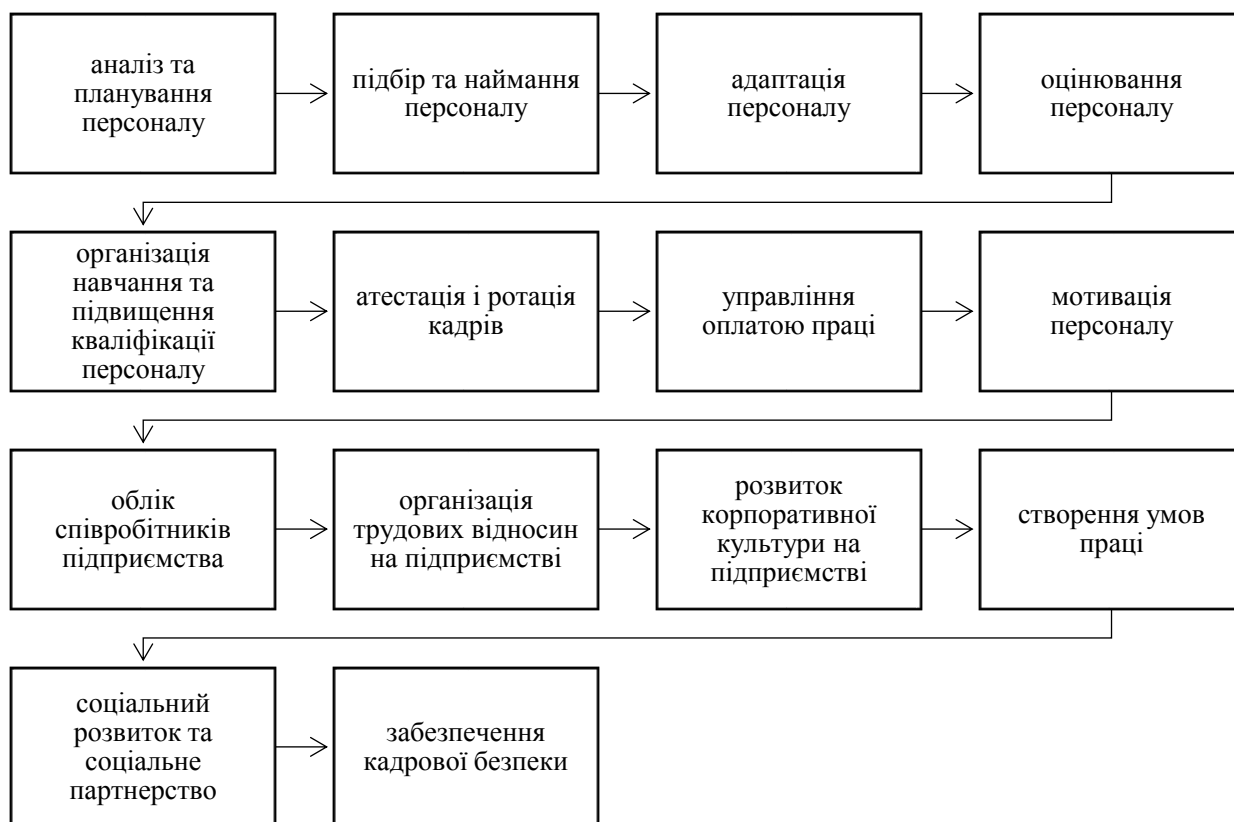 аналіз та
планування
персоналу
підбір та наймання
персоналу
адаптація
персоналу
оцінювання
персоналу
організація
навчання та
підвищення
кваліфікації
персоналу
атестація і ротація
кадрів
управління
оплатою праці
мотивація
персоналу
облік
співробітників
підприємства
організація
трудових відносин
на підприємстві
розвиток
корпоративної
культури на
підприємстві
створення умов
праці
соціальний
розвиток та
соціальне
партнерство
забезпечення
кадрової безпеки